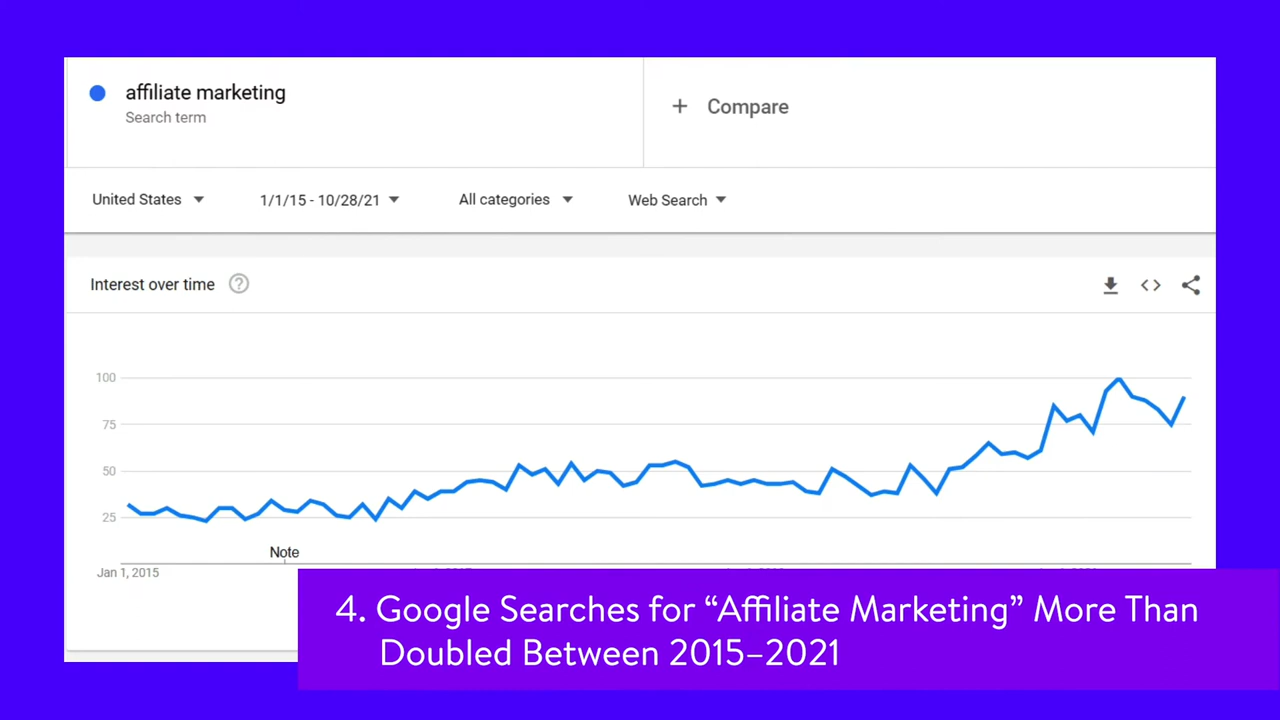 affiliate marketing
Search term
+ Compare
United States
1/1/15 - 10/28/21
All categories
Web Search
Interest over time
?
100
75
50
25
Note
Jan 1, 2015
4. Google Searches for “Affiliate Marketing” More Than
Doubled Between 2015–2021